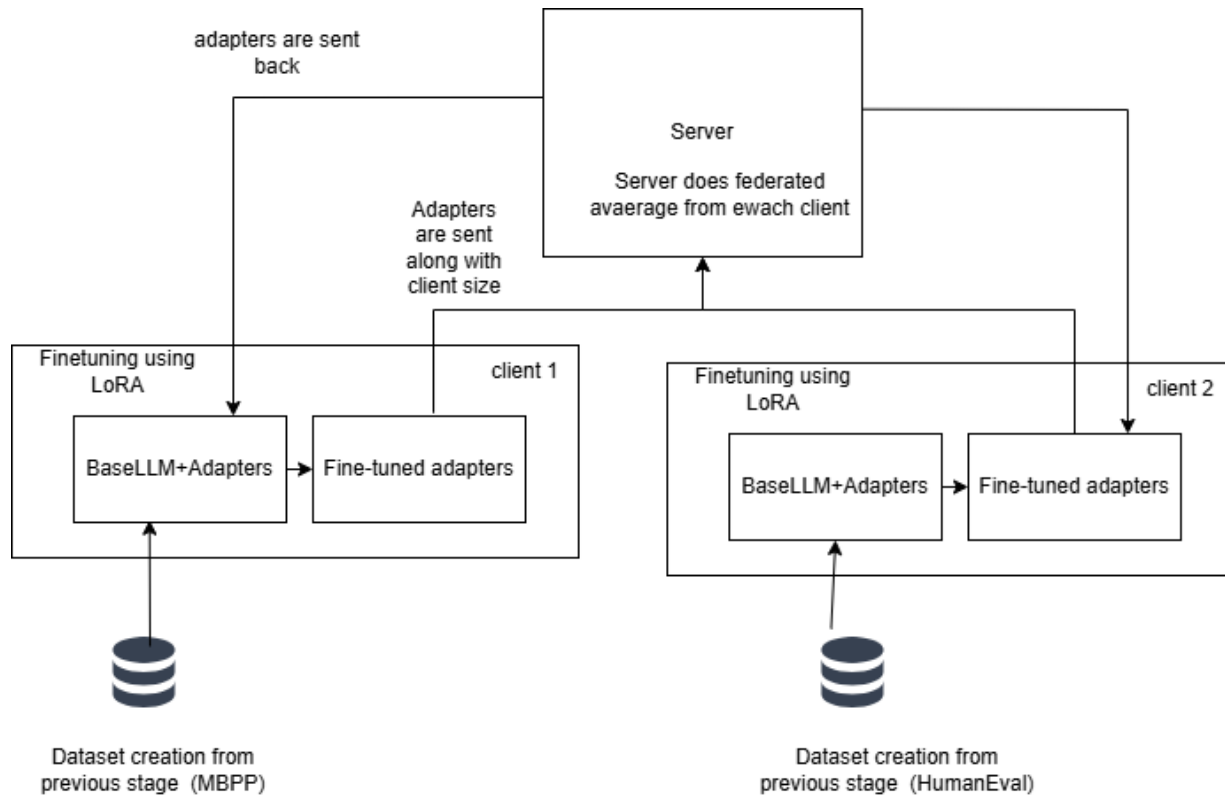 adapters are sent
back
Server
Server does federated
avaerage from ewach client
Adapters
are sent
along with
client size
Finetuning using
LoRA
client 1
BaseLLM+Adapters
Fine-tuned adapters
Finetuning using
LoRA
client 2
BaseLLM+Adapters
Fine-tuned adapters
Dataset creation from
previous stage (MBPP)
Dataset creation from
previous stage (HumanEval)